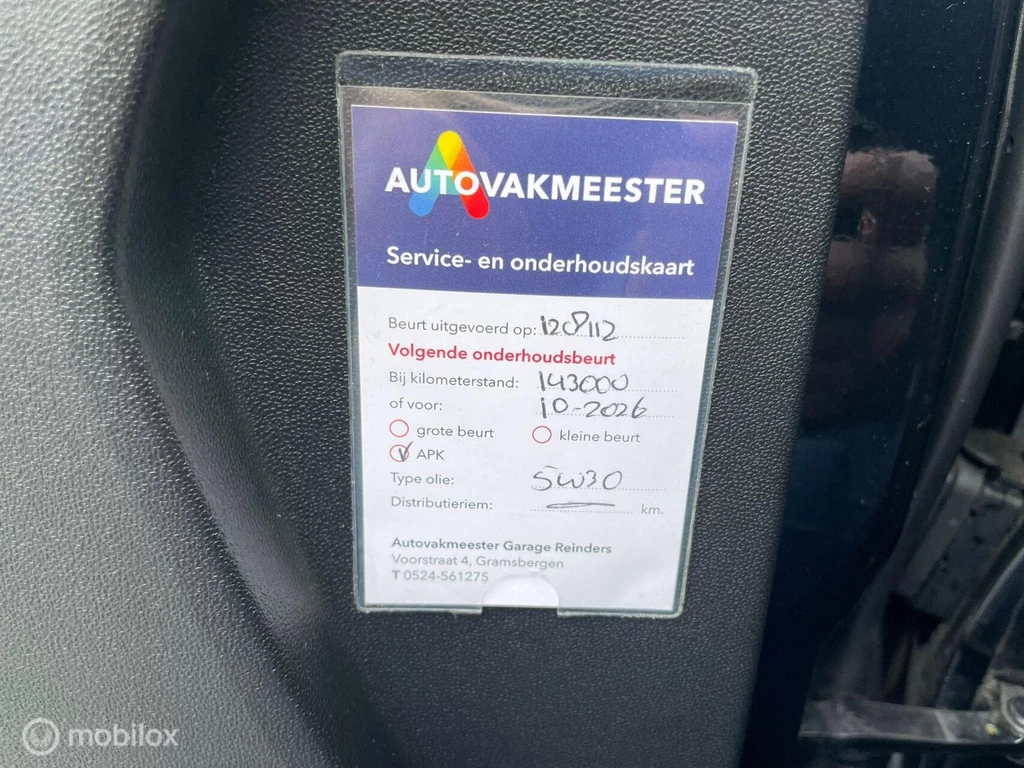 AUTOVAKMEESTER
Service- en onderhoudskaart
Beurt uitgevoerd op: 128112
Volgende onderhoudsbeurt
Bij kilometerstand: 143000
of voor: 10-2026
grote beurt kleine beurt
APK
Type olie: 5W30
Distributieriem: km.
Autovakmeester Garage Reinders
Voorstraat 4, Gramsbergen
T 0524-561275
mobilox